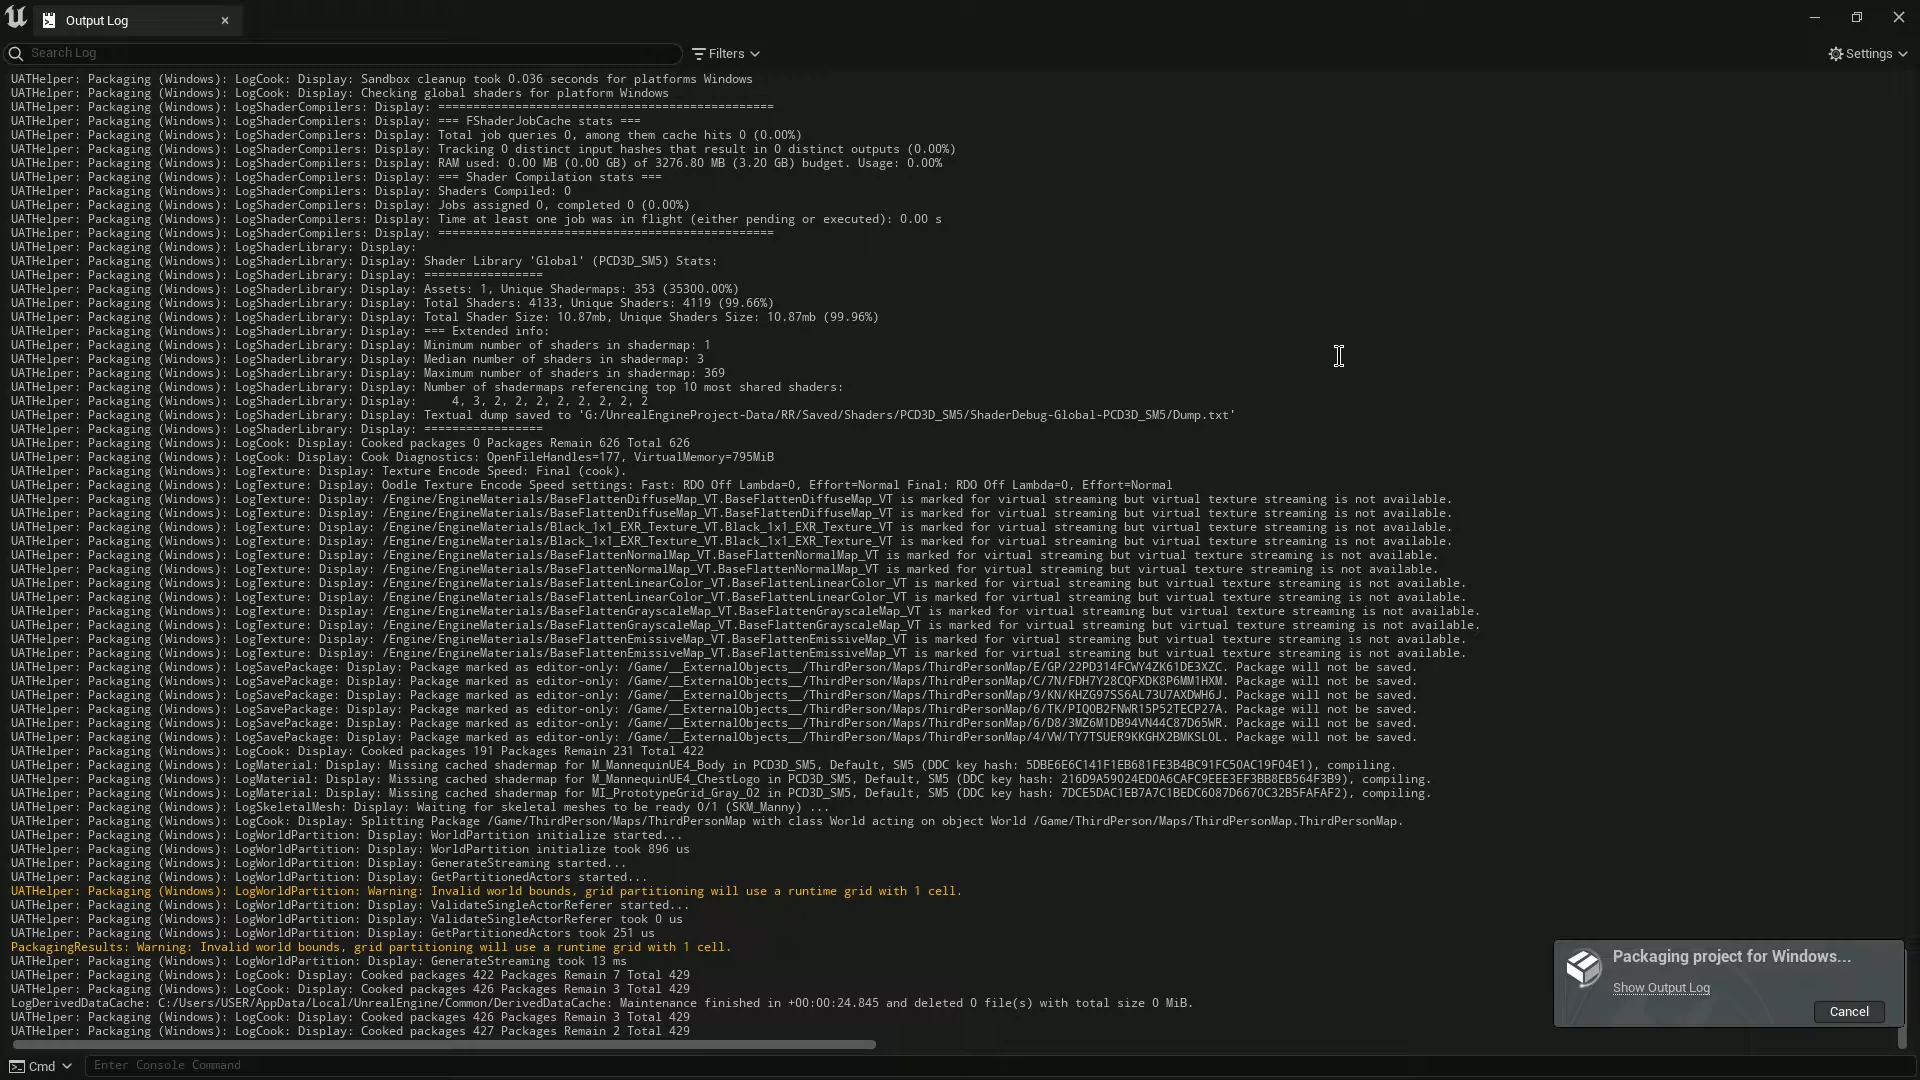 Output Log
Search Log
Filters
Settings
UATHelper: Packaging (Windows): LogCook: Display: Sandbox cleanup took 0.036 seconds for platforms Windows
UATHelper: Packaging (Windows): LogCook: Display: Checking global shaders for platform Windows
UATHelper: Packaging (Windows): LogShaderCompilers: Display: ================================================
UATHelper: Packaging (Windows): LogShaderCompilers: Display: === FShaderJobCache stats ===
UATHelper: Packaging (Windows): LogShaderCompilers: Display: Total job queries 0, among them cache hits 0 (0.00%)
UATHelper: Packaging (Windows): LogShaderCompilers: Display: Tracking 0 distinct input hashes that result in 0 distinct outputs (0.00%)
UATHelper: Packaging (Windows): LogShaderCompilers: Display: RAM used: 0.00 MB (0.00 GB) of 3276.80 MB (3.20 GB) budget. Usage: 0.00%
UATHelper: Packaging (Windows): LogShaderCompilers: Display: === Shader Compilation stats ===
UATHelper: Packaging (Windows): LogShaderCompilers: Display: Shaders Compiled: 0
UATHelper: Packaging (Windows): LogShaderCompilers: Display: Jobs assigned 0, completed 0 (0.00%)
UATHelper: Packaging (Windows): LogShaderCompilers: Display: Time at least one job was in flight (either pending or executed): 0.00 s
UATHelper: Packaging (Windows): LogShaderCompilers: Display: ================================================
UATHelper: Packaging (Windows): LogShaderLibrary: Display:
UATHelper: Packaging (Windows): LogShaderLibrary: Display: Shader Library 'Global' (PCD3D_SM5) Stats:
UATHelper: Packaging (Windows): LogShaderLibrary: Display: =================
UATHelper: Packaging (Windows): LogShaderLibrary: Display: Assets: 1, Unique Shadermaps: 353 (35300.00%)
UATHelper: Packaging (Windows): LogShaderLibrary: Display: Total Shaders: 4133, Unique Shaders: 4119 (99.66%)
UATHelper: Packaging (Windows): LogShaderLibrary: Display: Total Shader Size: 10.87mb, Unique Shaders Size: 10.87mb (99.96%)
UATHelper: Packaging (Windows): LogShaderLibrary: Display: === Extended info:
UATHelper: Packaging (Windows): LogShaderLibrary: Display: Minimum number of shaders in shadermap: 1
UATHelper: Packaging (Windows): LogShaderLibrary: Display: Median number of shaders in shadermap: 3
UATHelper: Packaging (Windows): LogShaderLibrary: Display: Maximum number of shaders in shadermap: 369
UATHelper: Packaging (Windows): LogShaderLibrary: Display: Number of shadermaps referencing top 10 most shared shaders:
UATHelper: Packaging (Windows): LogShaderLibrary: Display:     4, 3, 2, 2, 2, 2, 2, 2, 2, 2
UATHelper: Packaging (Windows): LogShaderLibrary: Display: Textual dump saved to 'G:/UnrealEngineProject-Data/RR/Saved/Shaders/PCD3D_SM5/ShaderDebug-Global-PCD3D_SM5/Dump.txt'
UATHelper: Packaging (Windows): LogShaderLibrary: Display: =================
UATHelper: Packaging (Windows): LogCook: Display: Cooked packages 0 Packages Remain 626 Total 626
UATHelper: Packaging (Windows): LogCook: Display: Cook Diagnostics: OpenFileHandles=177, VirtualMemory=795MiB
UATHelper: Packaging (Windows): LogTexture: Display: Texture Encode Speed: Final (cook).
UATHelper: Packaging (Windows): LogTexture: Display: Oodle Texture Encode Speed settings: Fast: RDO Off Lambda=0, Effort=Normal Final: RDO Off Lambda=0, Effort=Normal
UATHelper: Packaging (Windows): LogTexture: Display: /Engine/EngineMaterials/BaseFlattenDiffuseMap_VT.BaseFlattenDiffuseMap_VT is marked for virtual streaming but virtual texture streaming is not available.
UATHelper: Packaging (Windows): LogTexture: Display: /Engine/EngineMaterials/BaseFlattenDiffuseMap_VT.BaseFlattenDiffuseMap_VT is marked for virtual streaming but virtual texture streaming is not available.
UATHelper: Packaging (Windows): LogTexture: Display: /Engine/EngineMaterials/Black_1x1_EXR_Texture_VT.Black_1x1_EXR_Texture_VT is marked for virtual streaming but virtual texture streaming is not available.
UATHelper: Packaging (Windows): LogTexture: Display: /Engine/EngineMaterials/Black_1x1_EXR_Texture_VT.Black_1x1_EXR_Texture_VT is marked for virtual streaming but virtual texture streaming is not available.
UATHelper: Packaging (Windows): LogTexture: Display: /Engine/EngineMaterials/BaseFlattenNormalMap_VT.BaseFlattenNormalMap_VT is marked for virtual streaming but virtual texture streaming is not available.
UATHelper: Packaging (Windows): LogTexture: Display: /Engine/EngineMaterials/BaseFlattenNormalMap_VT.BaseFlattenNormalMap_VT is marked for virtual streaming but virtual texture streaming is not available.
UATHelper: Packaging (Windows): LogTexture: Display: /Engine/EngineMaterials/BaseFlattenLinearColor_VT.BaseFlattenLinearColor_VT is marked for virtual streaming but virtual texture streaming is not available.
UATHelper: Packaging (Windows): LogTexture: Display: /Engine/EngineMaterials/BaseFlattenLinearColor_VT.BaseFlattenLinearColor_VT is marked for virtual streaming but virtual texture streaming is not available.
UATHelper: Packaging (Windows): LogTexture: Display: /Engine/EngineMaterials/BaseFlattenGrayscaleMap_VT.BaseFlattenGrayscaleMap_VT is marked for virtual streaming but virtual texture streaming is not available.
UATHelper: Packaging (Windows): LogTexture: Display: /Engine/EngineMaterials/BaseFlattenGrayscaleMap_VT.BaseFlattenGrayscaleMap_VT is marked for virtual streaming but virtual texture streaming is not available.
UATHelper: Packaging (Windows): LogTexture: Display: /Engine/EngineMaterials/BaseFlattenEmissiveMap_VT.BaseFlattenEmissiveMap_VT is marked for virtual streaming but virtual texture streaming is not available.
UATHelper: Packaging (Windows): LogTexture: Display: /Engine/EngineMaterials/BaseFlattenEmissiveMap_VT.BaseFlattenEmissiveMap_VT is marked for virtual streaming but virtual texture streaming is not available.
UATHelper: Packaging (Windows): LogSavePackage: Display: Package marked as editor-only: /Game/__ExternalObjects__/ThirdPerson/Maps/ThirdPersonMap/E/GP/22PD314FCWY4ZK61DE3XZC. Package will not be saved.
UATHelper: Packaging (Windows): LogSavePackage: Display: Package marked as editor-only: /Game/__ExternalObjects__/ThirdPerson/Maps/ThirdPersonMap/C/7N/FDH7Y28CQFXDK8P6MM1HXM. Package will not be saved.
UATHelper: Packaging (Windows): LogSavePackage: Display: Package marked as editor-only: /Game/__ExternalObjects__/ThirdPerson/Maps/ThirdPersonMap/9/KN/KHZG97SS6AL73U7AXDWH6J. Package will not be saved.
UATHelper: Packaging (Windows): LogSavePackage: Display: Package marked as editor-only: /Game/__ExternalObjects__/ThirdPerson/Maps/ThirdPersonMap/6/TK/PIQ0B2FNWR15P52TECP27A. Package will not be saved.
UATHelper: Packaging (Windows): LogSavePackage: Display: Package marked as editor-only: /Game/__ExternalObjects__/ThirdPerson/Maps/ThirdPersonMap/6/D8/3MZ6M1DB94VN44C87D65WR. Package will not be saved.
UATHelper: Packaging (Windows): LogSavePackage: Display: Package marked as editor-only: /Game/__ExternalObjects__/ThirdPerson/Maps/ThirdPersonMap/4/VW/TY7TSUER9KKGHX2BMKSLOL. Package will not be saved.
UATHelper: Packaging (Windows): LogCook: Display: Cooked packages 191 Packages Remain 231 Total 422
UATHelper: Packaging (Windows): LogMaterial: Display: Missing cached shadermap for M_MannequinUE4_Body in PCD3D_SM5, Default, SM5 (DDC key hash: 5DBE6E6C141F1EB681FE3B4BC91FC50AC19F04E1), compiling.
UATHelper: Packaging (Windows): LogMaterial: Display: Missing cached shadermap for M_MannequinUE4_ChestLogo in PCD3D_SM5, Default, SM5 (DDC key hash: 216D9A59024ED0A6CAFC9EEE3EF3BB8EB564F3B9), compiling.
UATHelper: Packaging (Windows): LogMaterial: Display: Missing cached shadermap for MI_PrototypeGrid_Gray_02 in PCD3D_SM5, Default, SM5 (DDC key hash: 7DCE5DAC1EB7A7C1BEDC6087D6670C32B5FAFAF2), compiling.
UATHelper: Packaging (Windows): LogSkeletalMesh: Display: Waiting for skeletal meshes to be ready 0/1 (SKM_Manny) ...
UATHelper: Packaging (Windows): LogCook: Display: Splitting Package /Game/ThirdPerson/Maps/ThirdPersonMap with class World acting on object World /Game/ThirdPerson/Maps/ThirdPersonMap.ThirdPersonMap.
UATHelper: Packaging (Windows): LogWorldPartition: Display: WorldPartition initialize started...
UATHelper: Packaging (Windows): LogWorldPartition: Display: WorldPartition initialize took 896 us
UATHelper: Packaging (Windows): LogWorldPartition: Display: GenerateStreaming started...
UATHelper: Packaging (Windows): LogWorldPartition: Display: GetPartitionedActors started...
UATHelper: Packaging (Windows): LogWorldPartition: Warning: Invalid world bounds, grid partitioning will use a runtime grid with 1 cell.
UATHelper: Packaging (Windows): LogWorldPartition: Display: ValidateSingleActorReferer started...
UATHelper: Packaging (Windows): LogWorldPartition: Display: ValidateSingleActorReferer took 0 us
UATHelper: Packaging (Windows): LogWorldPartition: Display: GetPartitionedActors took 251 us
PackagingResults: Warning: Invalid world bounds, grid partitioning will use a runtime grid with 1 cell.
UATHelper: Packaging (Windows): LogWorldPartition: Display: GenerateStreaming took 13 ms
UATHelper: Packaging (Windows): LogCook: Display: Cooked packages 422 Packages Remain 7 Total 429
UATHelper: Packaging (Windows): LogCook: Display: Cooked packages 426 Packages Remain 3 Total 429
LogDerivedDataCache: C:/Users/USER/AppData/Local/UnrealEngine/Common/DerivedDataCache: Maintenance finished in +00:00:24.845 and deleted 0 file(s) with total size 0 MiB.
UATHelper: Packaging (Windows): LogCook: Display: Cooked packages 426 Packages Remain 3 Total 429
UATHelper: Packaging (Windows): LogCook: Display: Cooked packages 427 Packages Remain 2 Total 429
Packaging project for Windows...
Show Output Log
Cancel
Cmd
Enter Console Command